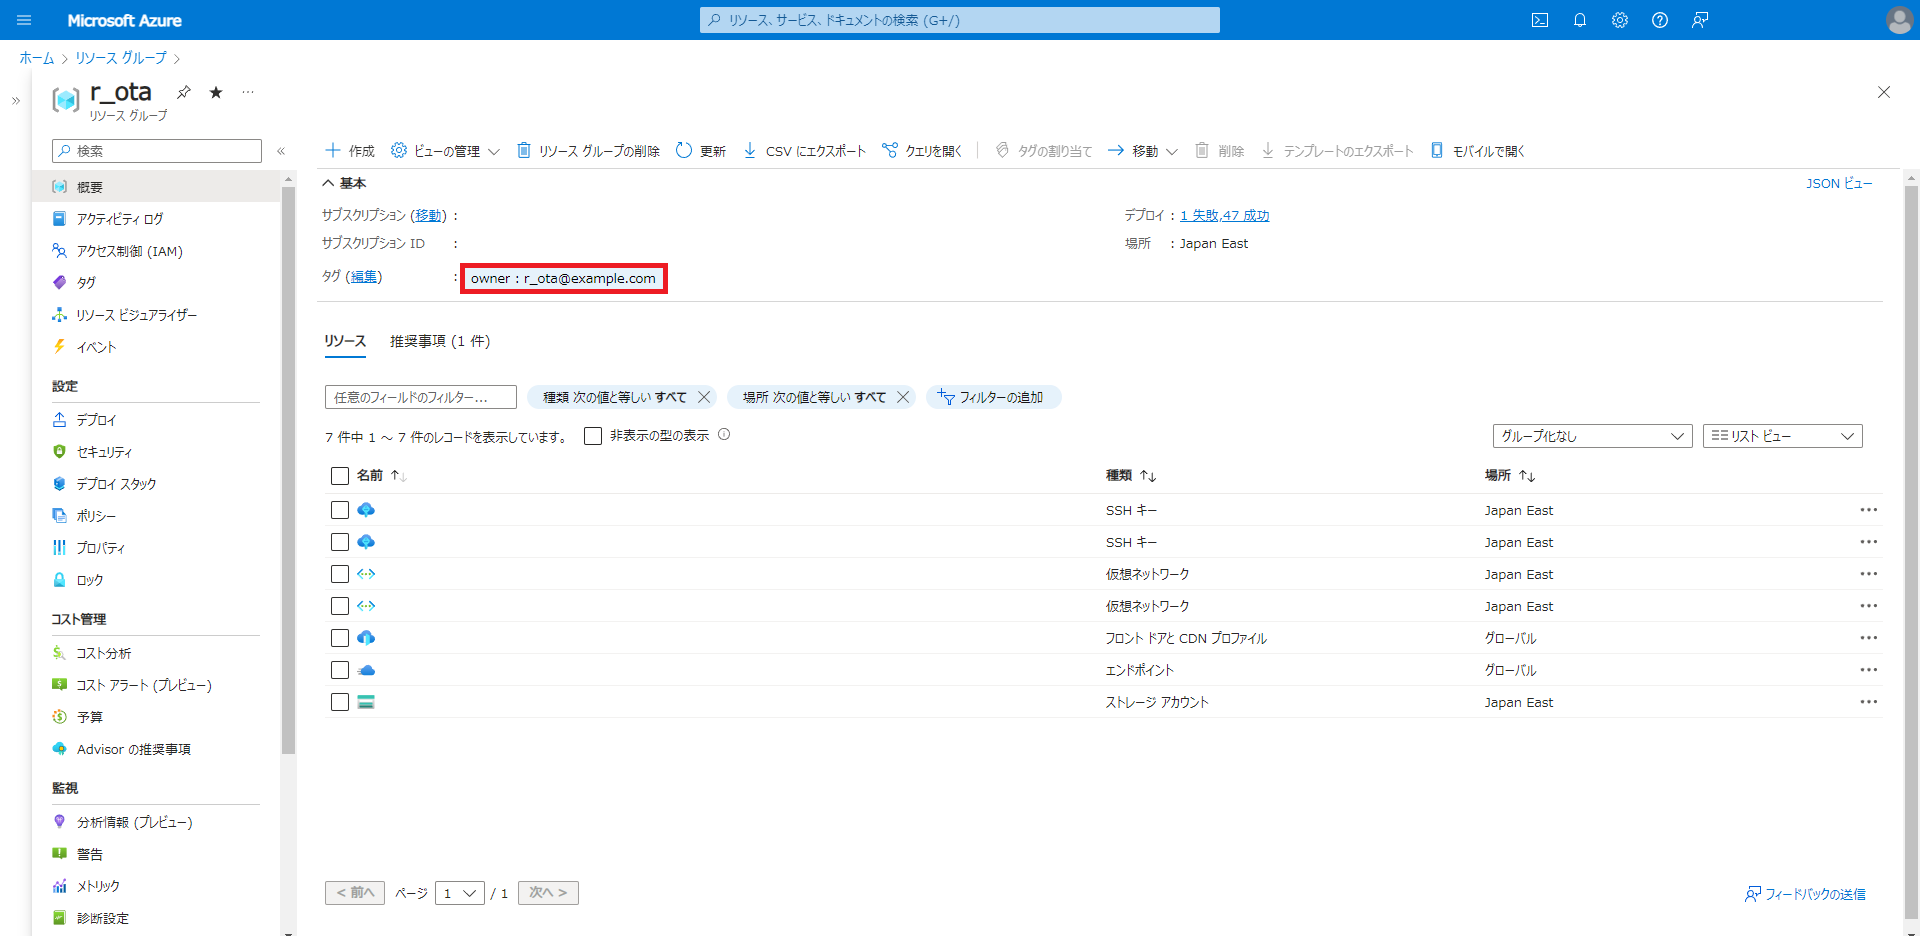 Microsoft Azure
リソース、サービス、ドキュメントの検索 (G+/)
ホーム > リソース グループ >
r_ota
リソース グループ
検索
作成 ビューの管理 リソース グループの削除 更新 CSV にエクスポート クエリを開く タグの割り当て 移動 削除 テンプレートのエクスポート モバイルで開く
概要
アクティビティ ログ
アクセス制御 (IAM)
タグ
リソース ビジュアライザー
イベント
設定
デプロイ
セキュリティ
デプロイ スタック
ポリシー
プロパティ
ロック
コスト管理
コスト分析
コスト アラート (プレビュー)
予算
Advisor の推奨事項
監視
分析情報 (プレビュー)
警告
メトリック
診断設定
基本
JSON ビュー
サブスクリプション (移動) :
サブスクリプション ID :
タグ (編集) : owner : r_ota@example.com
デプロイ : 1 失敗,47 成功
場所 : Japan East
リソース 推奨事項 (1 件)
任意のフィールドのフィルター... 種類 次の値と等しい すべて 場所 次の値と等しい すべて フィルターの追加
7 件中 1 ～ 7 件のレコードを表示しています。 非表示の型の表示
グループ化なし リスト ビュー
名前 種類 場所
SSH キー Japan East
SSH キー Japan East
仮想ネットワーク Japan East
仮想ネットワーク Japan East
フロント ドアと CDN プロファイル グローバル
エンドポイント グローバル
ストレージ アカウント Japan East
< 前へ ページ 1 / 1 次へ >
フィードバックの送信